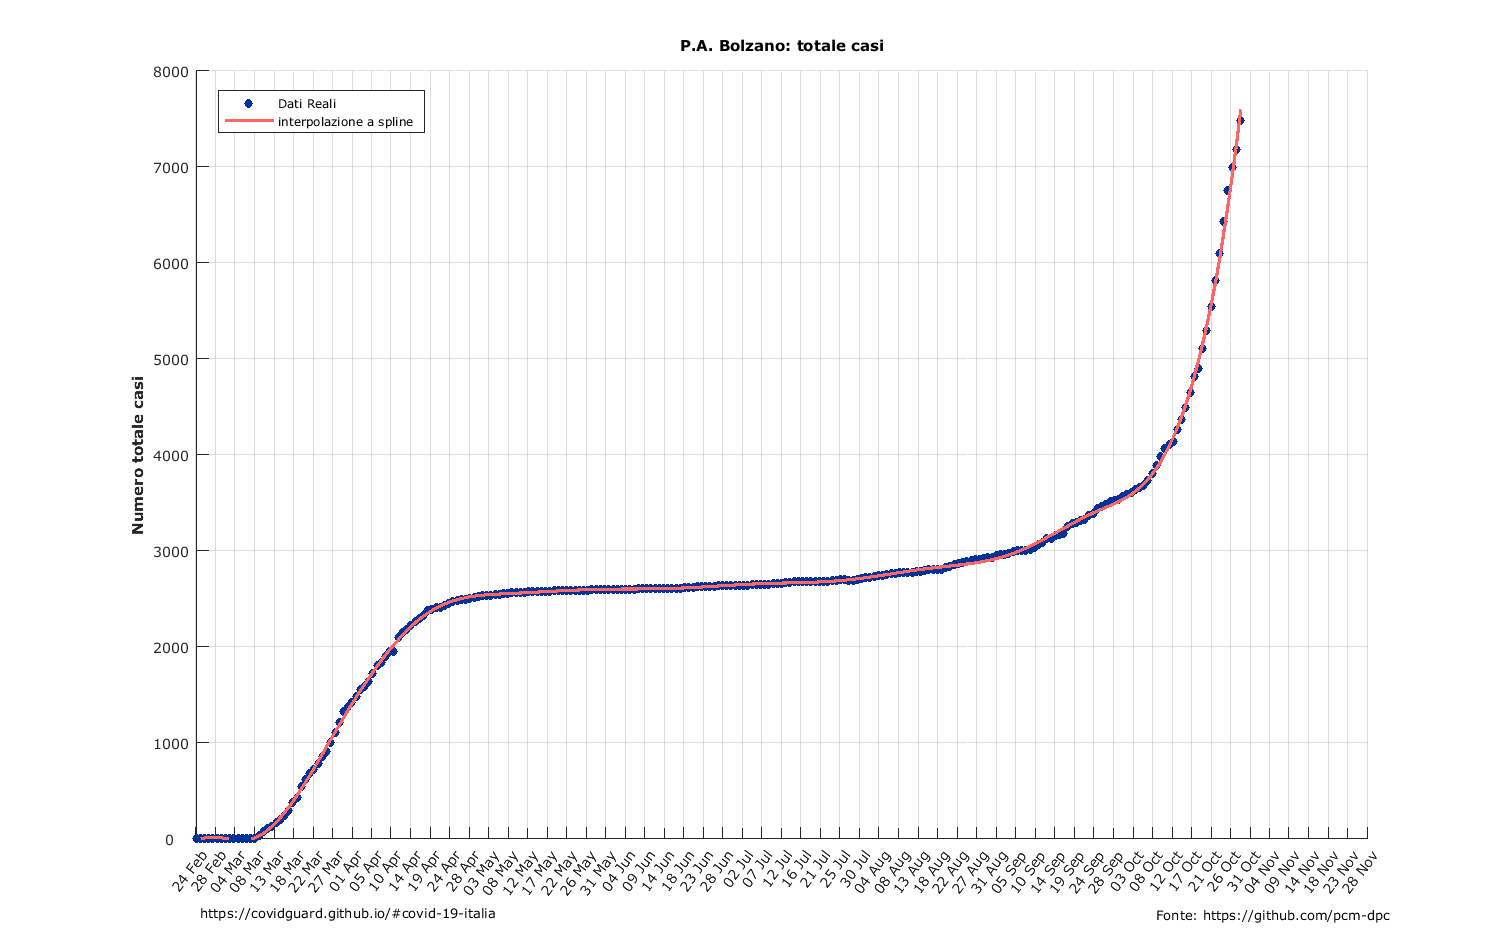 P.A. Bolzano: totale casi
8000
7000
6000
5000
4000
3000
2000
1000
0
Numero totale casi
Dati Reali
interpolazione a spline
24 Feb
28 Feb
04 Mar
08 Mar
13 Mar
18 Mar
22 Mar
27 Mar
01 Apr
05 Apr
10 Apr
14 Apr
19 Apr
24 Apr
28 Apr
03 May
08 May
12 May
17 May
22 May
26 May
31 May
04 Jun
09 Jun
14 Jun
18 Jun
23 Jun
28 Jun
02 Jul
07 Jul
12 Jul
16 Jul
21 Jul
25 Jul
30 Jul
04 Aug
08 Aug
13 Aug
18 Aug
22 Aug
27 Aug
31 Aug
05 Sep
10 Sep
14 Sep
19 Sep
24 Sep
28 Sep
03 Oct
08 Oct
12 Oct
17 Oct
21 Oct
26 Oct
31 Oct
04 Nov
09 Nov
14 Nov
18 Nov
23 Nov
28 Nov
https://covidguard.github.io/#covid-19-italia
Fonte: https://github.com/pcm-dpc